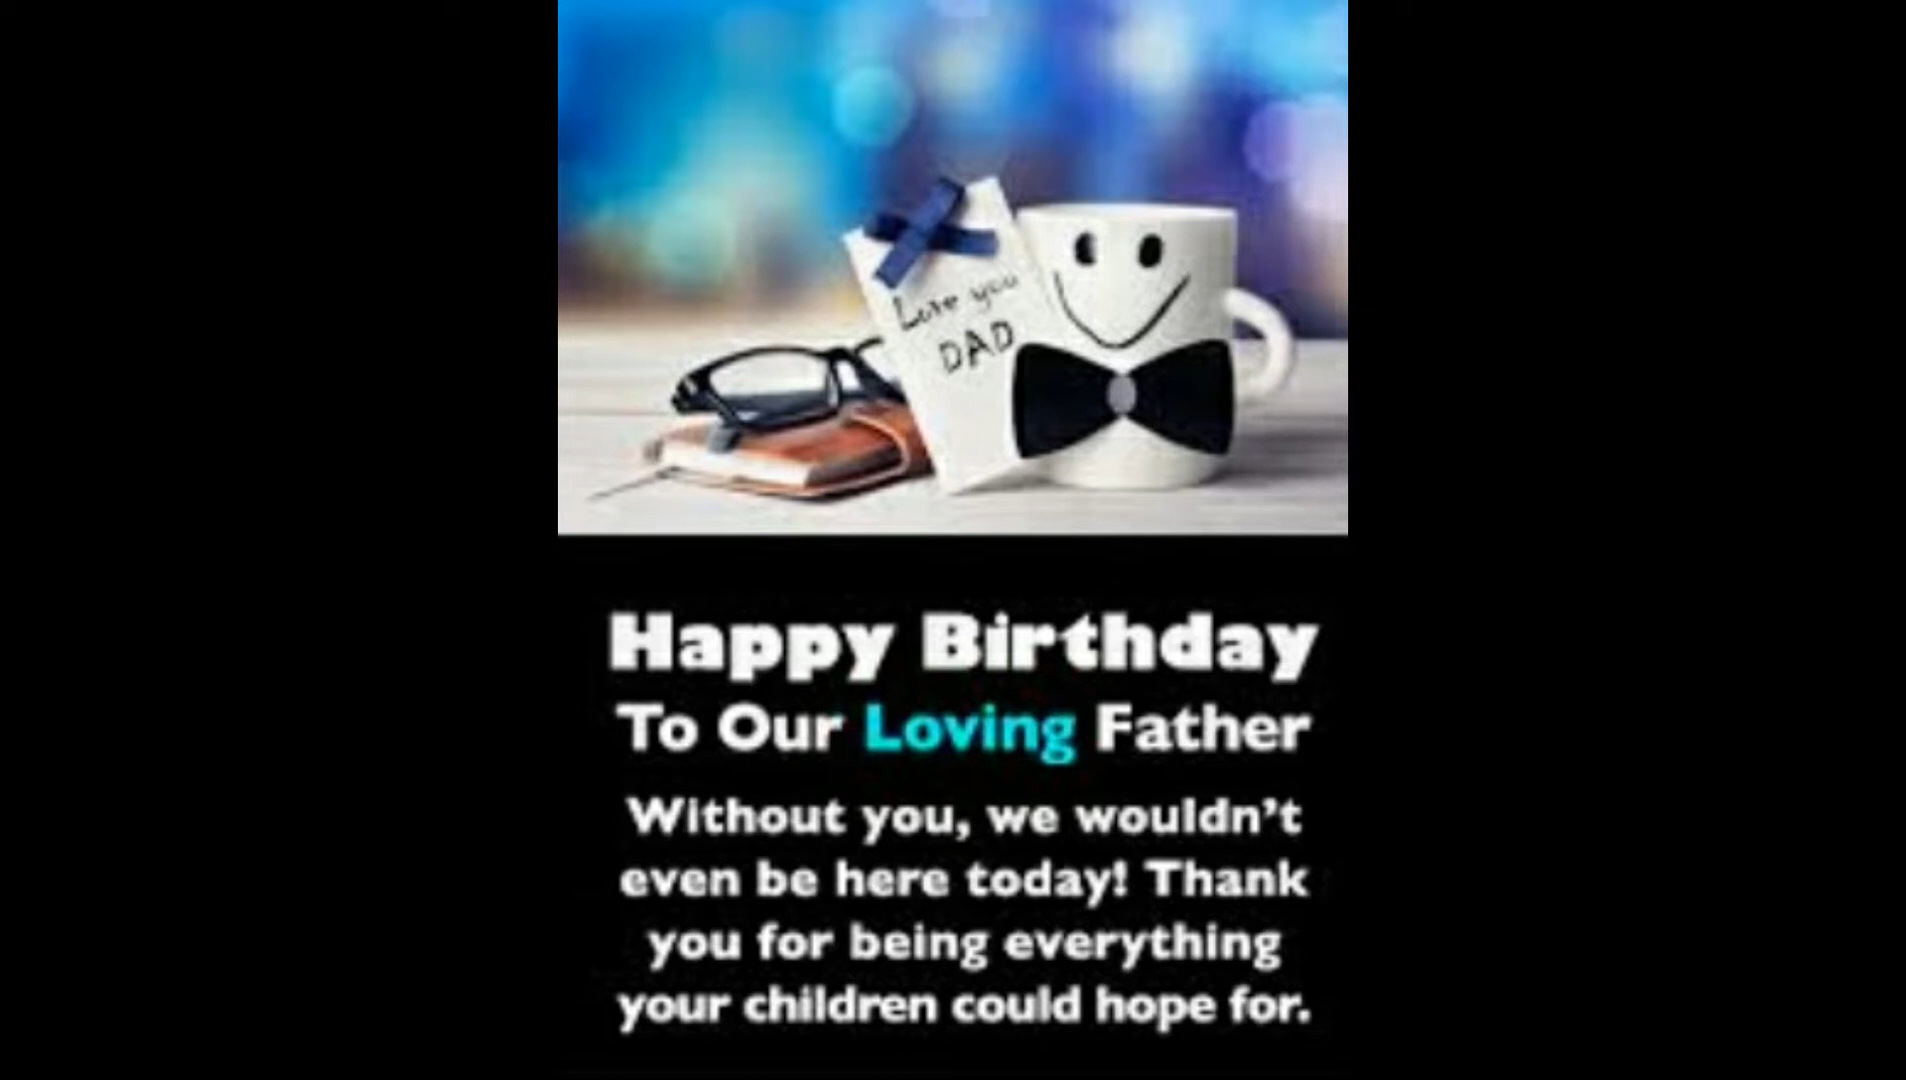 Love you
DAD
Happy Birthday
To Our Loving Father
Without you, we wouldn’t
even be here today! Thank
you for being everything
your children could hope for.